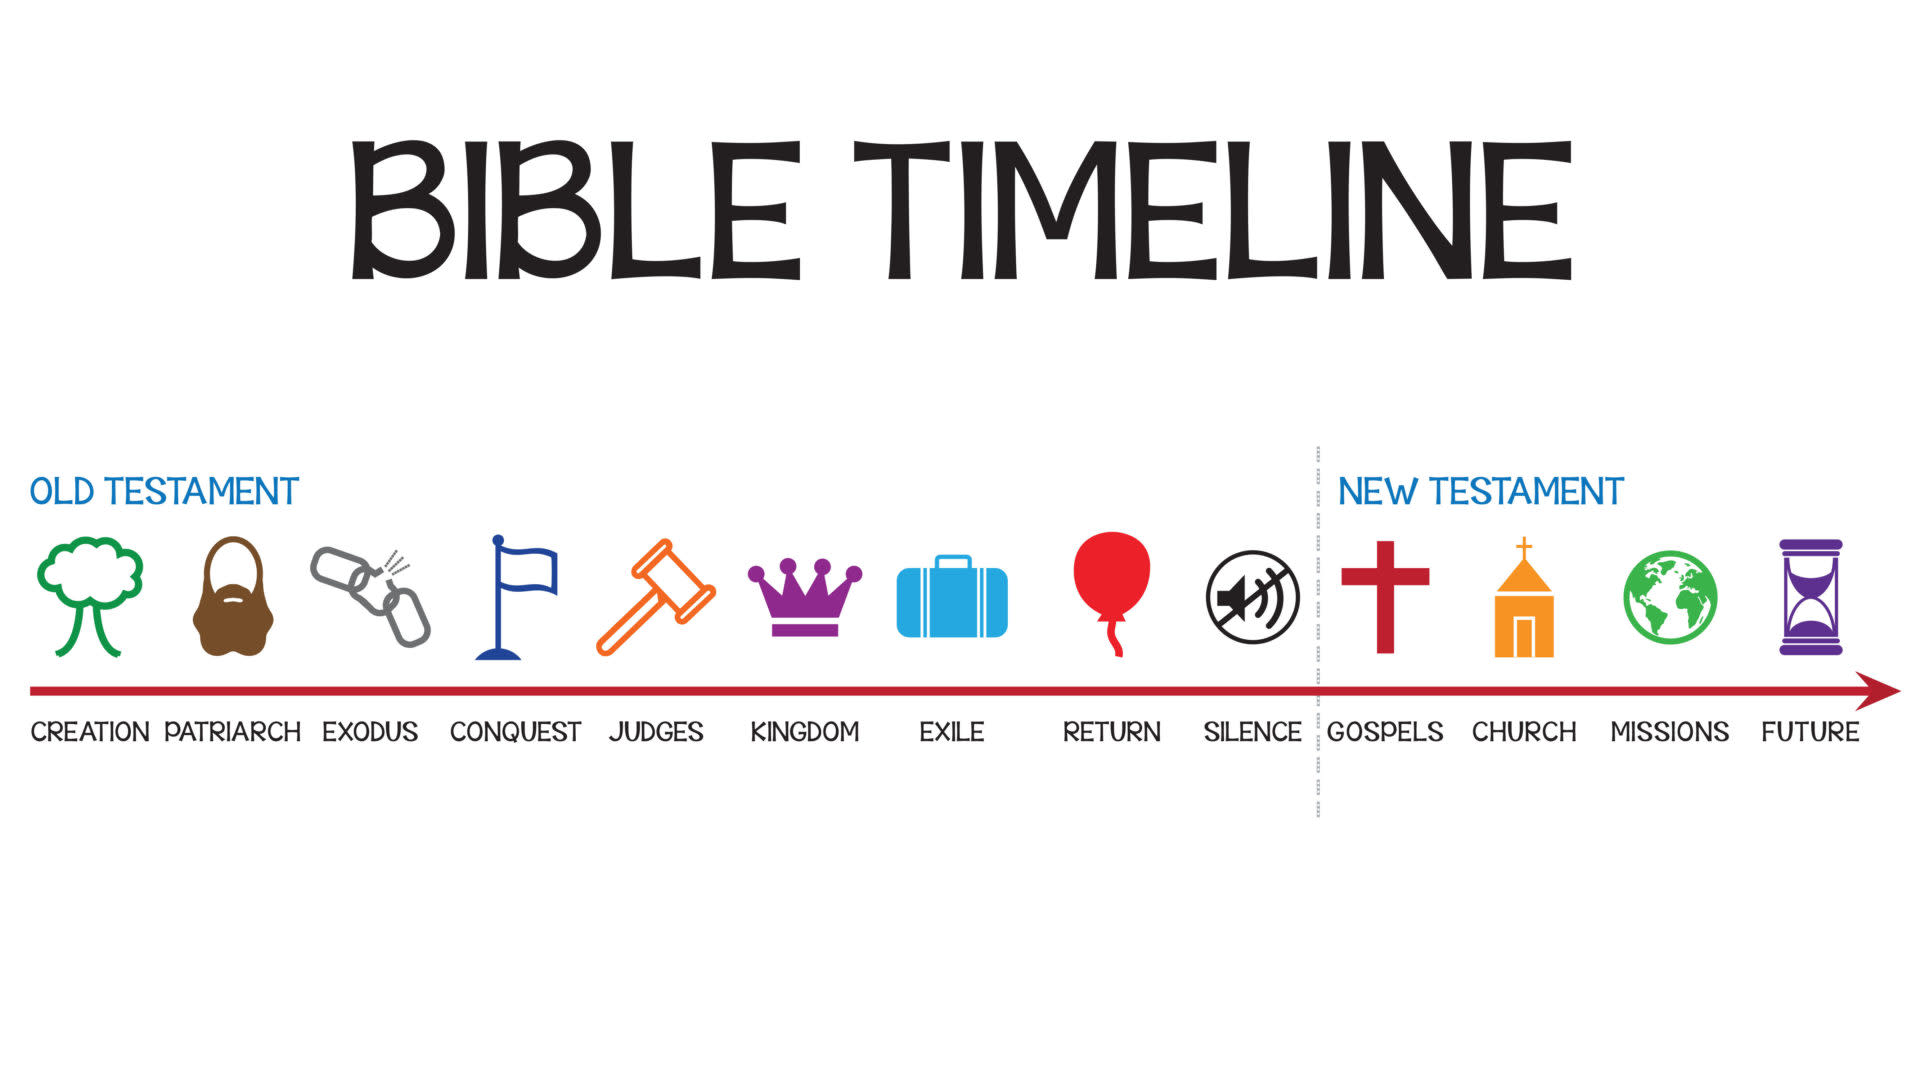 BIBLE TIMELINE
OLD TESTAMENT
NEW TESTAMENT
CREATION PATRIARCH EXODUS CONQUEST JUDGES KINGDOM EXILE RETURN SILENCE GOSPELS CHURCH MISSIONS FUTURE